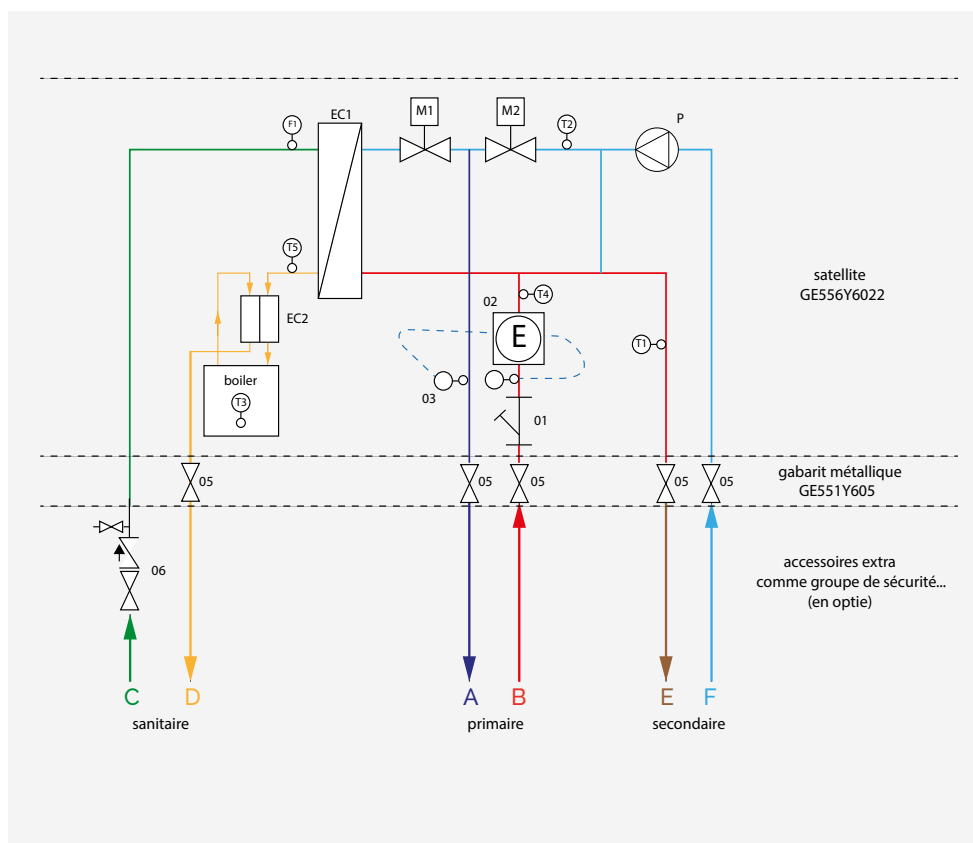 M1
M2
EC1
F1
T2
P
T5
EC2
boiler
T3
02
T4
E
03
01
T1
satellite
GE556Y6022
05
05
05
05
05
gabarit métallique
GE551Y605
06
accessoires extra
comme groupe de sécurité...
(en optie)
C
D
A
B
E
F
sanitaire
primaire
secondaire